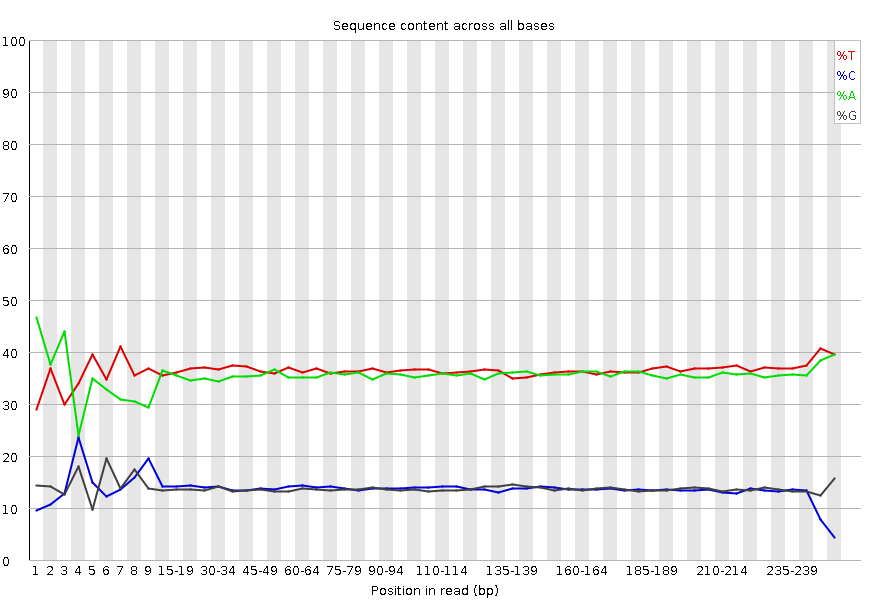 Sequence content across all bases
100
90
80
70
60
50
40
30
20
10
0
%T
%C
%A
%G
1 2 3 4 5 6 7 8 9 15-19 30-34 45-49 60-64 75-79 90-94 110-114 135-139 160-164 185-189 210-214 235-239
Position in read (bp)